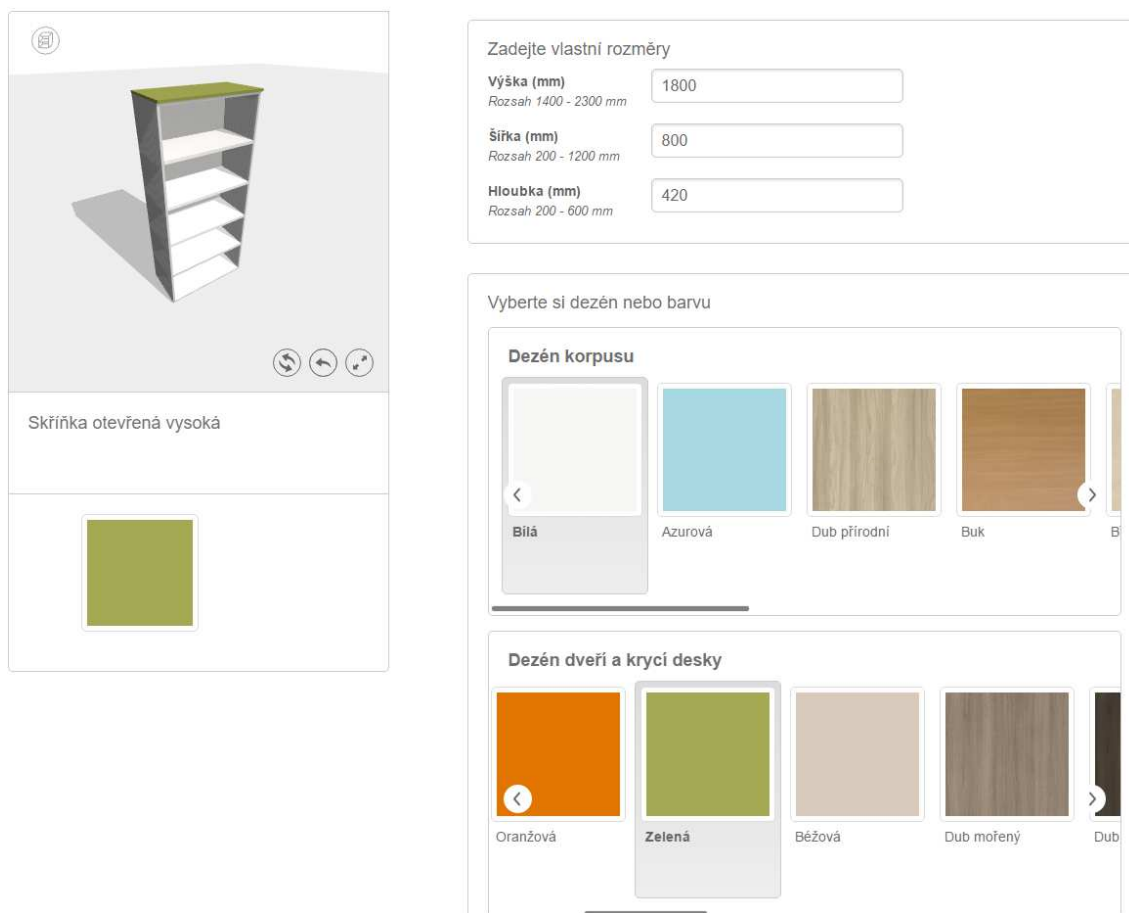 Skříňka otevřená vysoká
Zadejte vlastní rozměry
Výška (mm)
Rozsah 1400 - 2300 mm
1800
Šířka (mm)
Rozsah 200 - 1200 mm
800
Hloubka (mm)
Rozsah 200 - 600 mm
420
Vyberte si dezén nebo barvu
Dezén korpusu
Bílá
Azurová
Dub přírodní
Buk
Dezén dveří a krycí desky
Oranžová
Zelená
Béžová
Dub mořený
Dub